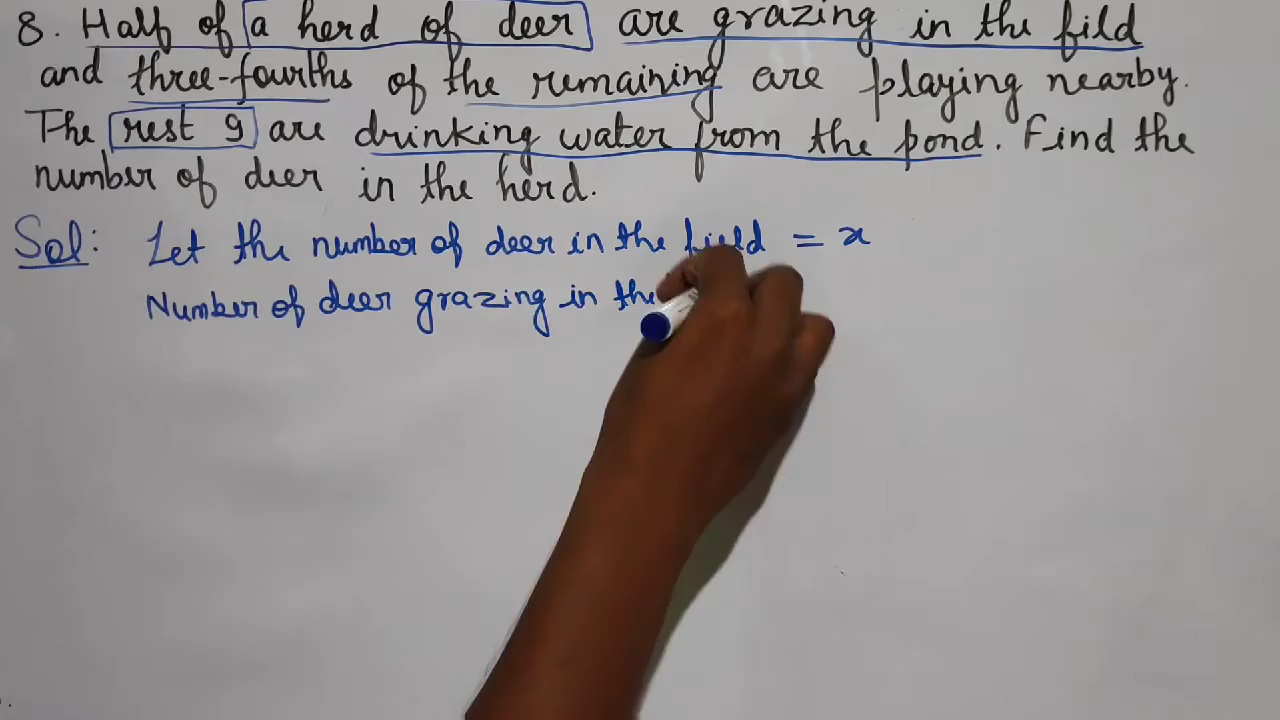 8. Half of a herd of deer are grazing in the fild
and three-fourths of the remaining are playing nearby.
The rest 9 are drinking water from the pond. Find the
number of deer in the herd.
Sol: Let the number of deer in the field = x
Number of deer grazing in the